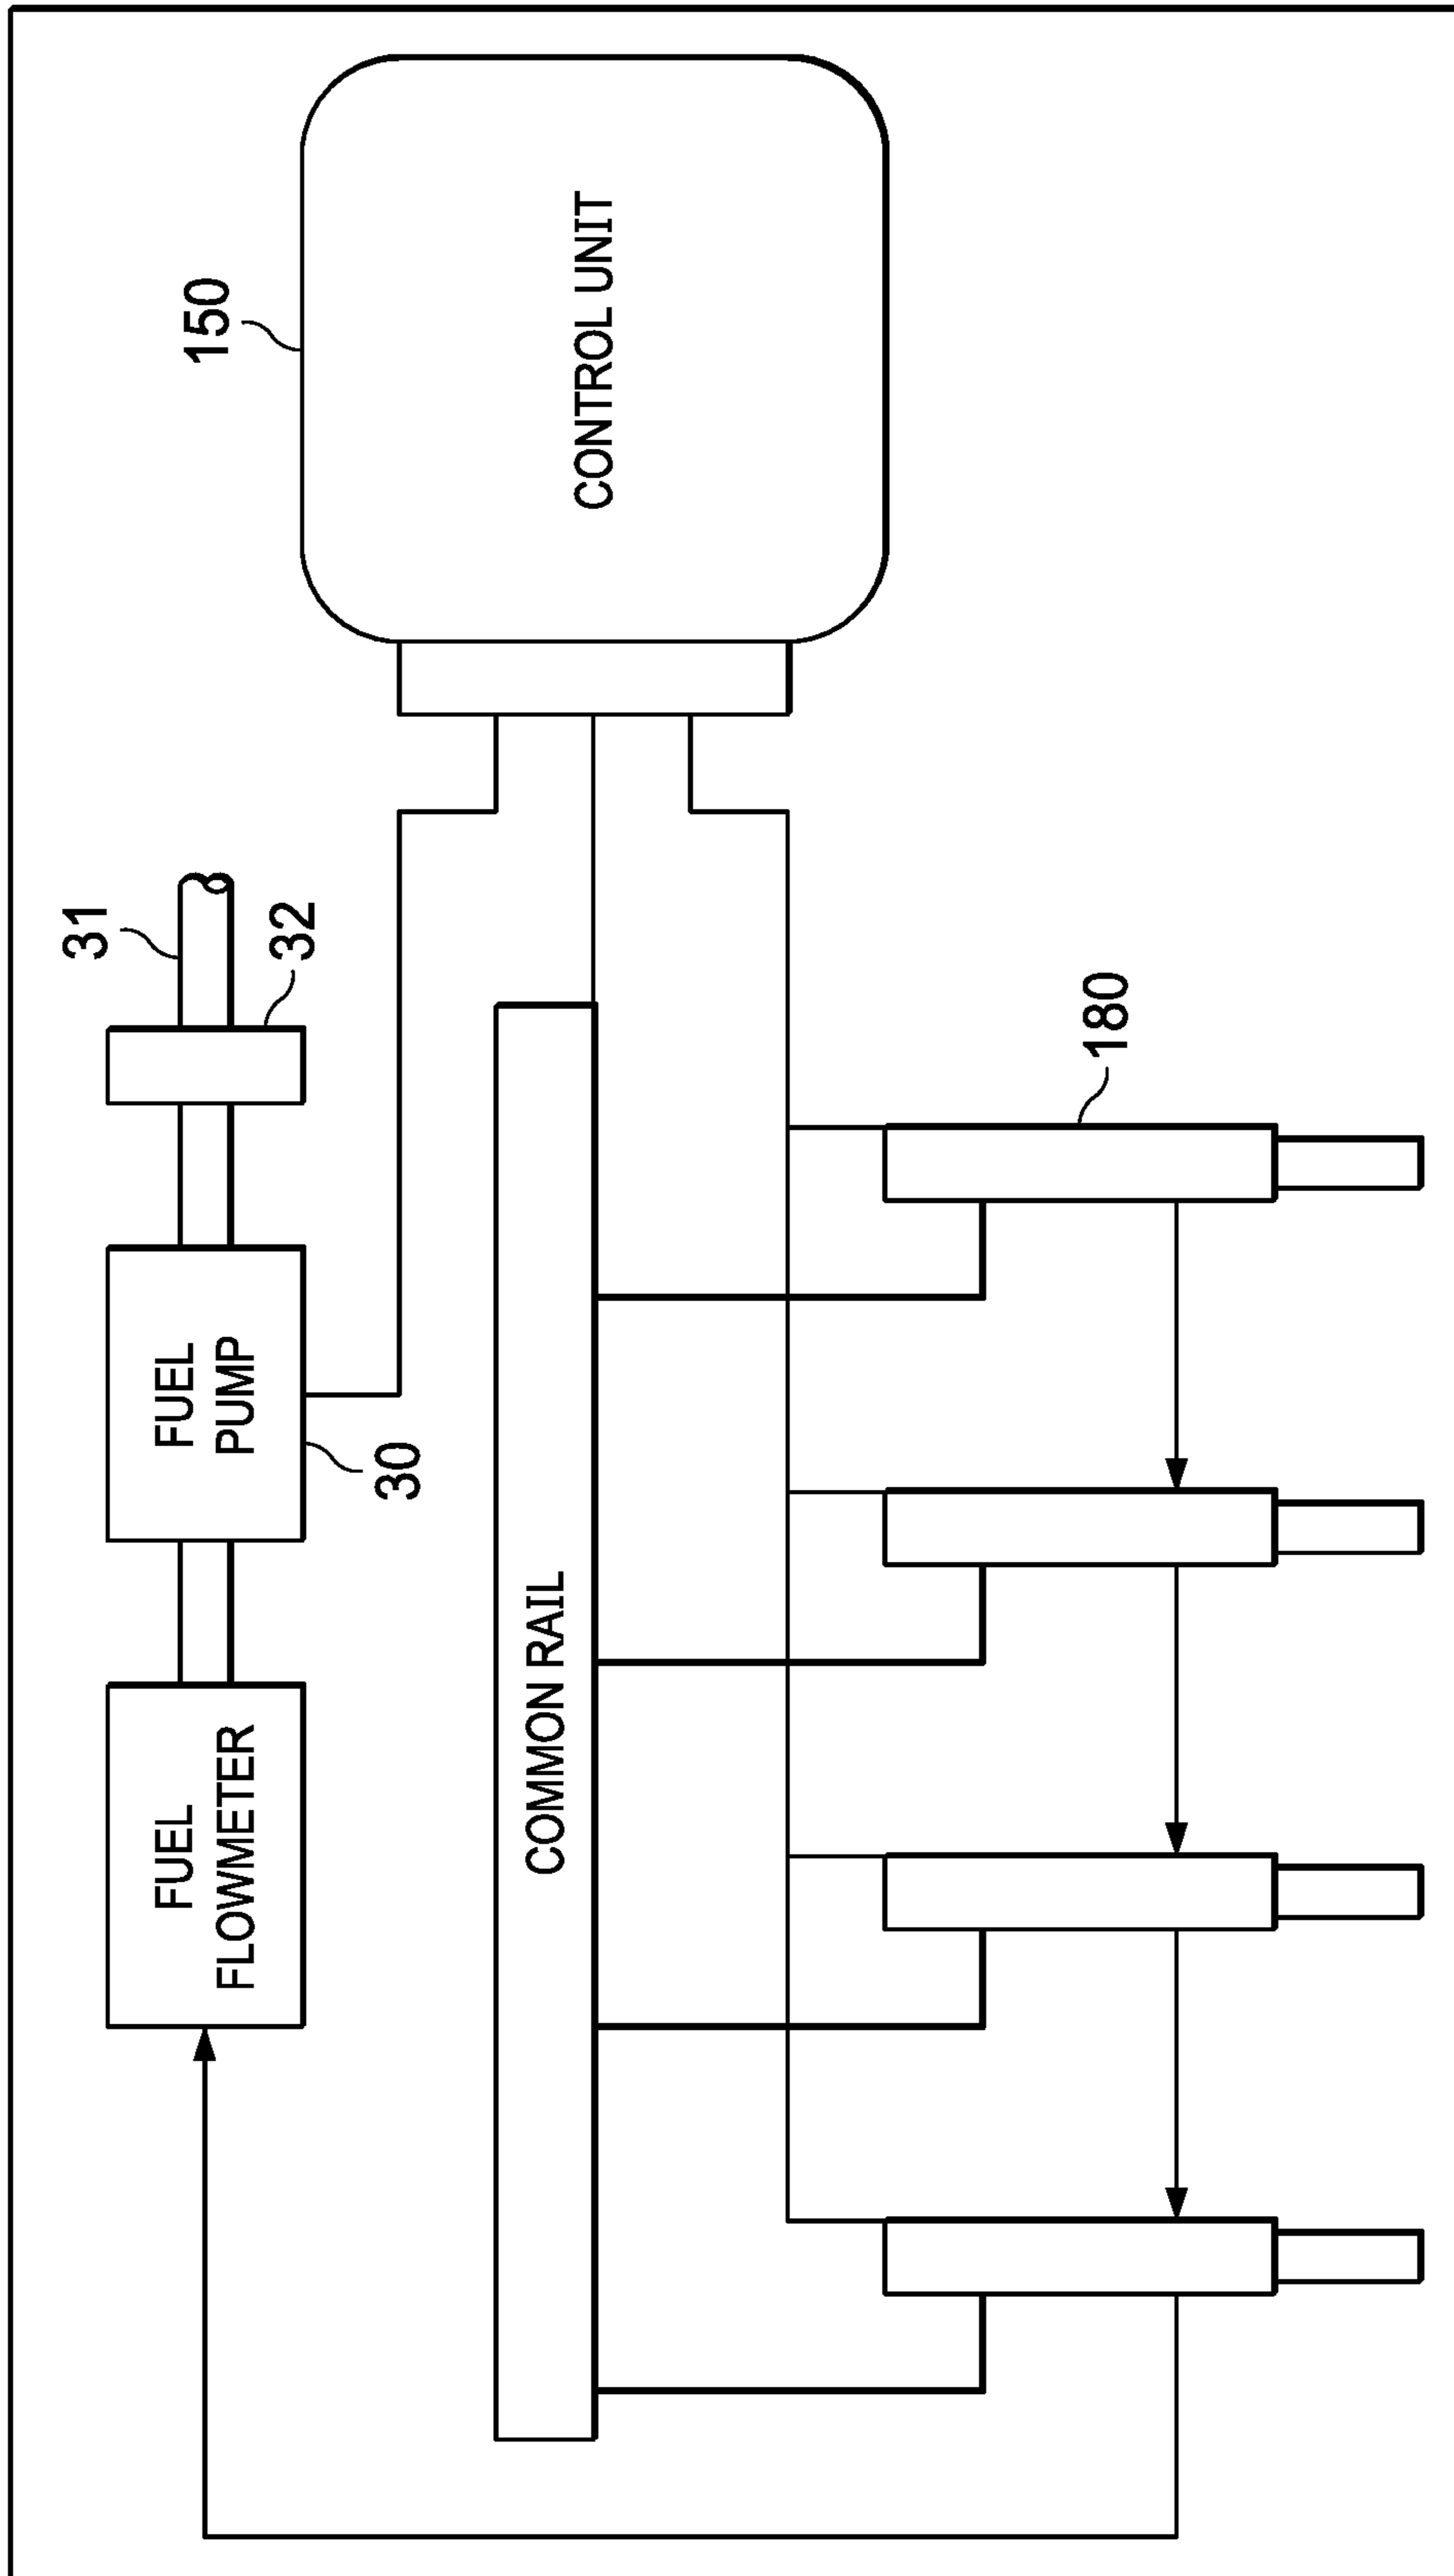 FUEL
FLOWMETER
FUEL
PUMP
30
31
32
COMMON RAIL
150
CONTROL UNIT
180